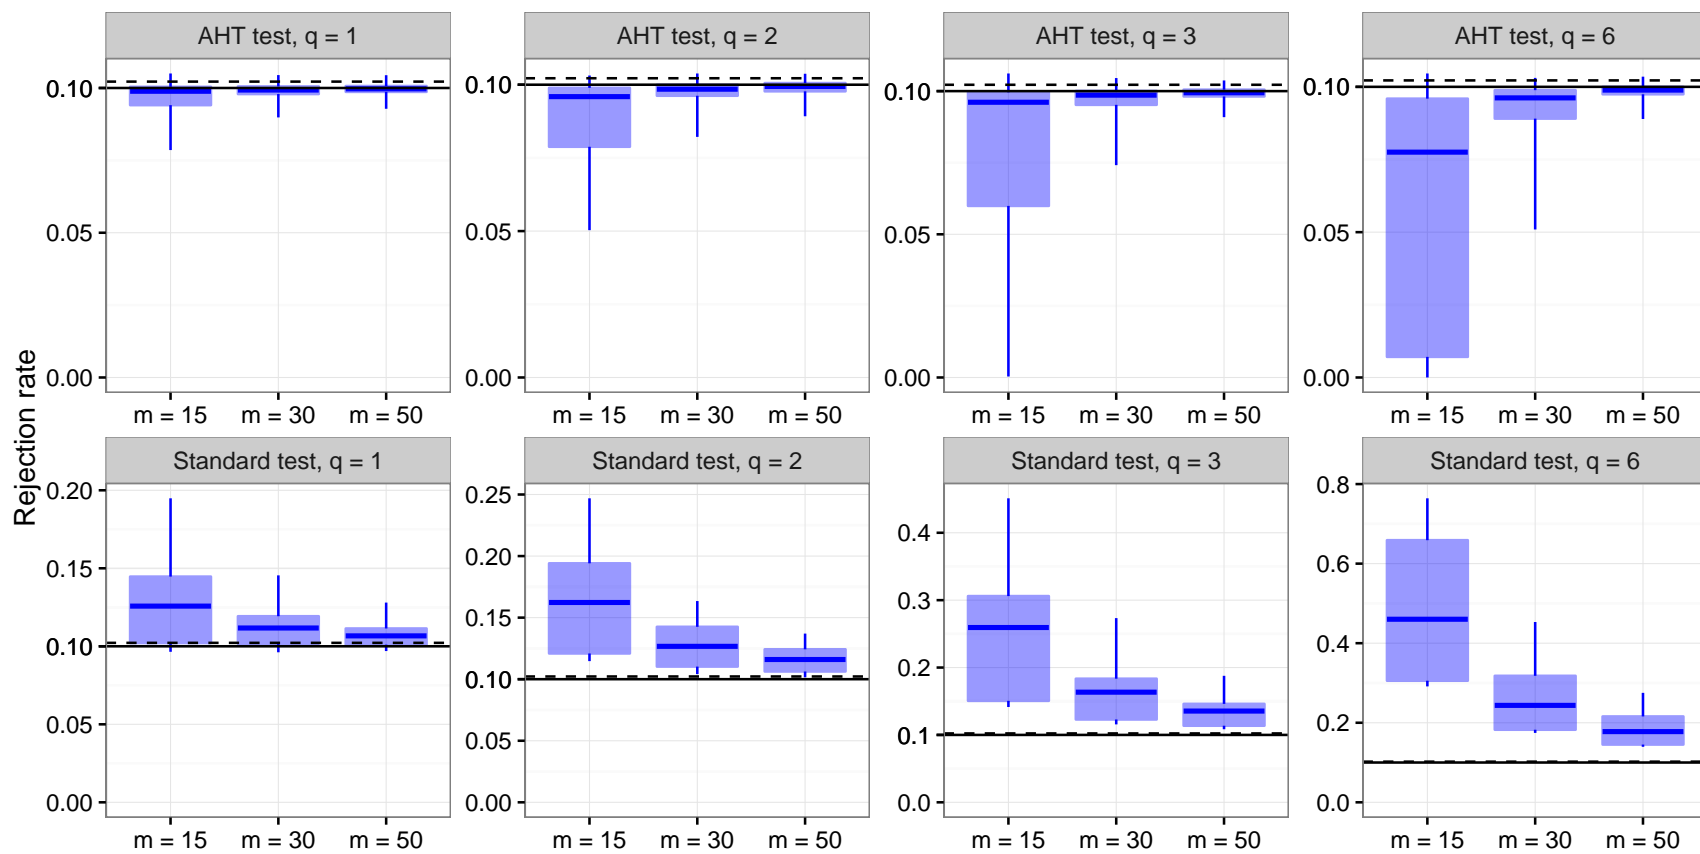 AHT test, q = 1
AHT test, q = 2
AHT test, q = 3
AHT test, q = 6
0.10
0.05
0.00
0.10
0.05
0.00
0.10
0.05
0.00
0.10
0.05
0.00
m = 15 m = 30 m = 50
m = 15 m = 30 m = 50
m = 15 m = 30 m = 50
m = 15 m = 30 m = 50
Rejection rate
Standard test, q = 1
Standard test, q = 2
Standard test, q = 3
Standard test, q = 6
0.20
0.15
0.10
0.05
0.00
0.25
0.20
0.15
0.10
0.05
0.00
0.4
0.3
0.2
0.1
0.0
0.8
0.6
0.4
0.2
0.0
m = 15 m = 30 m = 50
m = 15 m = 30 m = 50
m = 15 m = 30 m = 50
m = 15 m = 30 m = 50